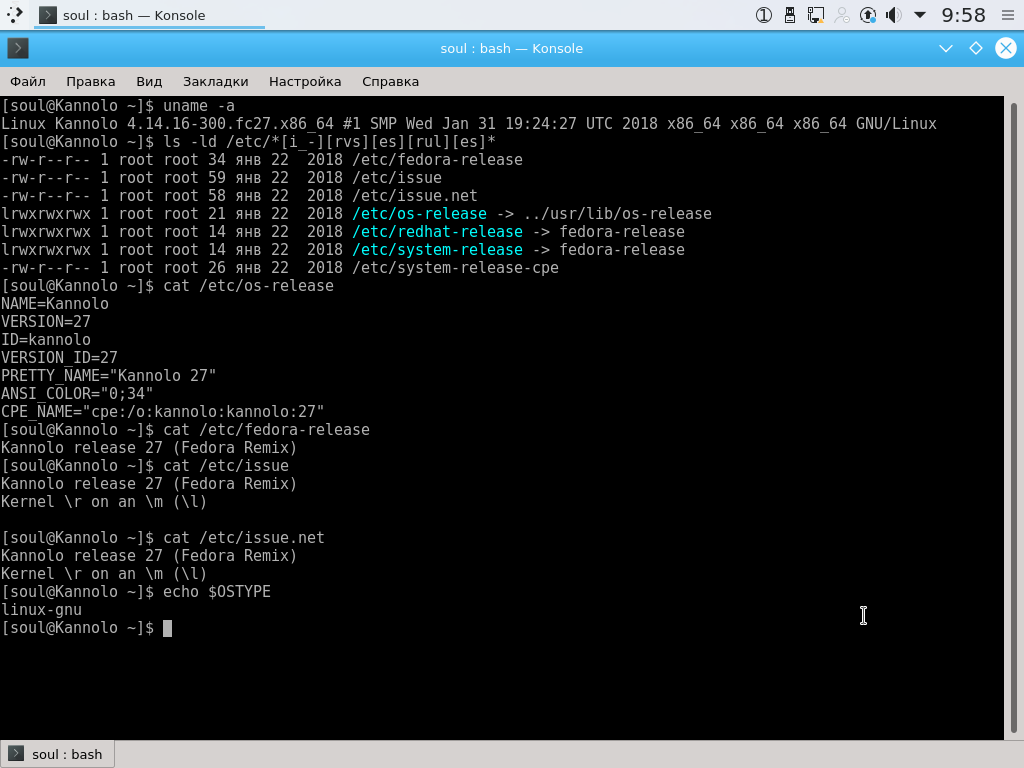 soul : bash — Konsole
9:58
soul : bash — Konsole
Файл Правка Вид Закладки Настройка Справка
[soul@Kannolo ~]$ uname -a
Linux Kannolo 4.14.16-300.fc27.x86_64 #1 SMP Wed Jan 31 19:24:27 UTC 2018 x86_64 x86_64 x86_64 GNU/Linux
[soul@Kannolo ~]$ ls -ld /etc/*[i_-][rvs][es][rul][es]*
-rw-r--r-- 1 root root 34 янв 22  2018 /etc/fedora-release
-rw-r--r-- 1 root root 59 янв 22  2018 /etc/issue
-rw-r--r-- 1 root root 58 янв 22  2018 /etc/issue.net
lrwxrwxrwx 1 root root 21 янв 22  2018 /etc/os-release -> ../usr/lib/os-release
lrwxrwxrwx 1 root root 14 янв 22  2018 /etc/redhat-release -> fedora-release
lrwxrwxrwx 1 root root 14 янв 22  2018 /etc/system-release -> fedora-release
-rw-r--r-- 1 root root 26 янв 22  2018 /etc/system-release-cpe
[soul@Kannolo ~]$ cat /etc/os-release
NAME=Kannolo
VERSION=27
ID=kannolo
VERSION_ID=27
PRETTY_NAME="Kannolo 27"
ANSI_COLOR="0;34"
CPE_NAME="cpe:/o:kannolo:kannolo:27"
[soul@Kannolo ~]$ cat /etc/fedora-release
Kannolo release 27 (Fedora Remix)
[soul@Kannolo ~]$ cat /etc/issue
Kannolo release 27 (Fedora Remix)
Kernel \r on an \m (\l)
[soul@Kannolo ~]$ cat /etc/issue.net
Kannolo release 27 (Fedora Remix)
Kernel \r on an \m (\l)
[soul@Kannolo ~]$ echo $OSTYPE
linux-gnu
[soul@Kannolo ~]$
soul : bash